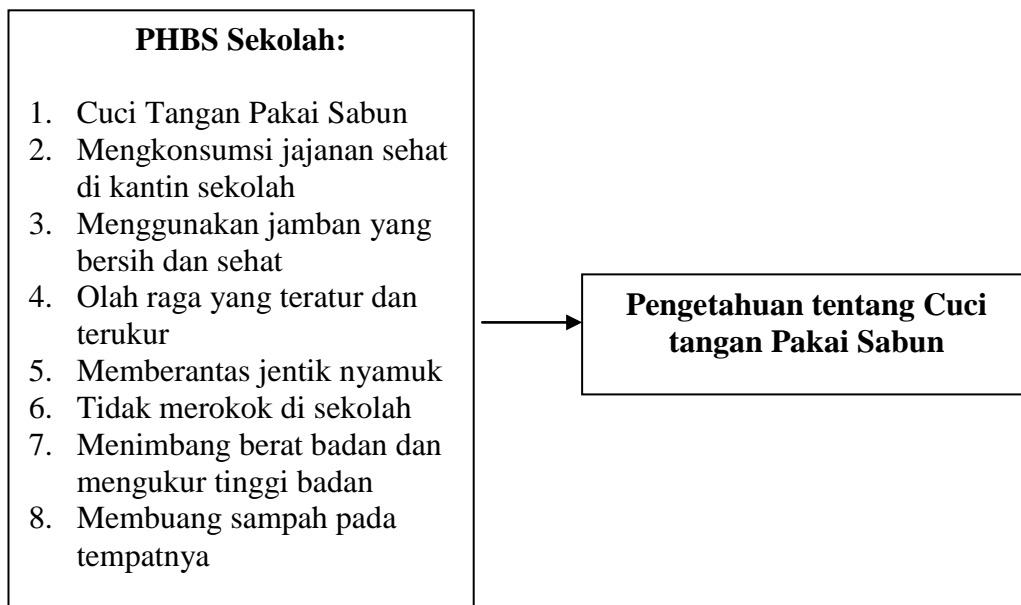 PHBS Sekolah:
1. Cuci Tangan Pakai Sabun
2. Mengkonsumsi jajanan sehat
di kantin sekolah
3. Menggunakan jamban yang
bersih dan sehat
4. Olah raga yang teratur dan
terukur
5. Memberantas jentik nyamuk
6. Tidak merokok di sekolah
7. Menimbang berat badan dan
mengukur tinggi badan
8. Membuang sampah pada
tempatnya
Pengetahuan tentang Cuci
tangan Pakai Sabun